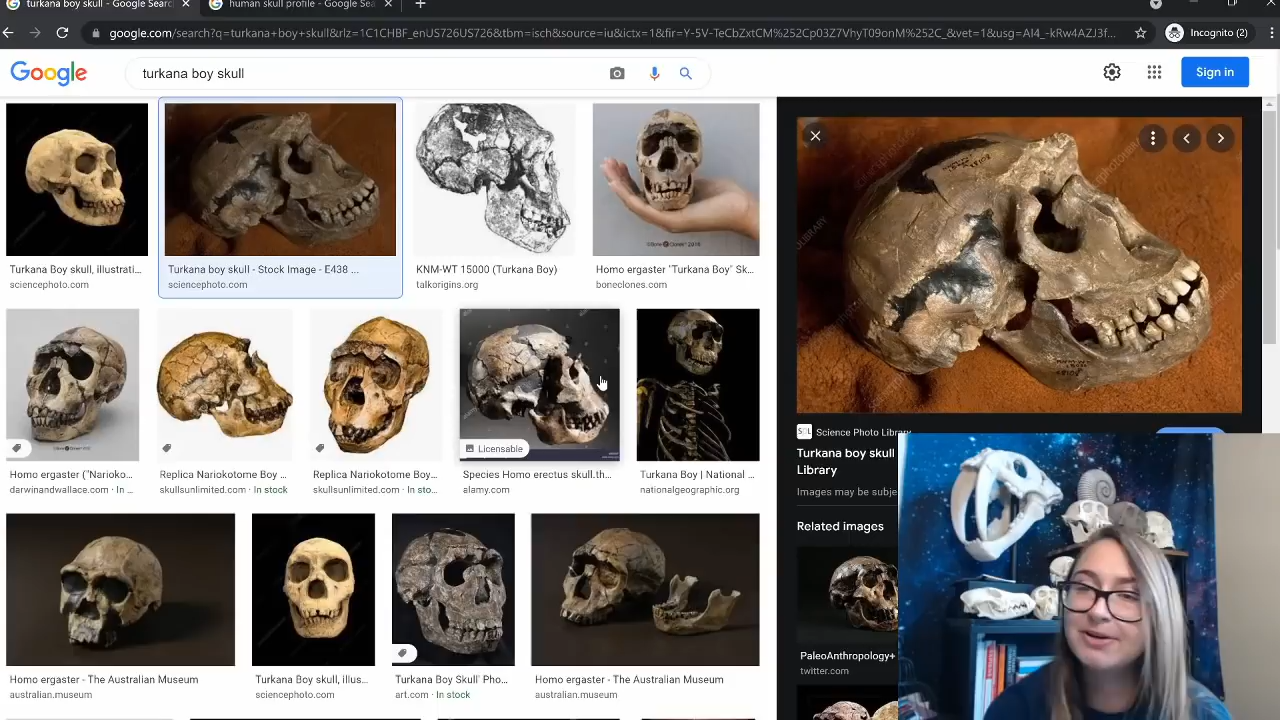 turkana boy skull - Google Searc
human skull profile - Google Sea
google.com/search?q=turkana+boy+skull&rlz=1C1CHBF_enUS726US726&tbm=isch&source=iu&ictx=1&fir=Y-5V-TeCbZxtCM%252Cp03Z7VhyT09onM%252C_&vet=1&usg=AI4_-kRw4AZJ3f...
Incognito (2)
Google
turkana boy skull
Sign in
Turkana Boy skull, illustrati...
sciencephoto.com
Turkana boy skull - Stock Image - E438 ...
sciencephoto.com
KNM-WT 15000 (Turkana Boy)
talkorigins.org
Homo ergaster "Turkana Boy" Sk...
boneclones.com
Homo ergaster ("Narioko...
darwinandwallace.com · In ...
Replica Nariokotome Boy ...
skullsunlimited.com · In stock
Replica Nariokotome Boy...
skullsunlimited.com · In sto...
Licensable
Species Homo erectus skull.th...
alamy.com
Turkana Boy | National ...
nationalgeographic.org
Homo ergaster - The Australian Museum
australian.museum
Turkana Boy skull, illus...
sciencephoto.com
Turkana Boy Skull' Pho...
art.com · In stock
Homo ergaster - The Australian Museum
australian.museum
SPL
Science Photo Library
Turkana boy skull
Library
Images may be subje
Related images
PaleoAnthropology+
twitter.com